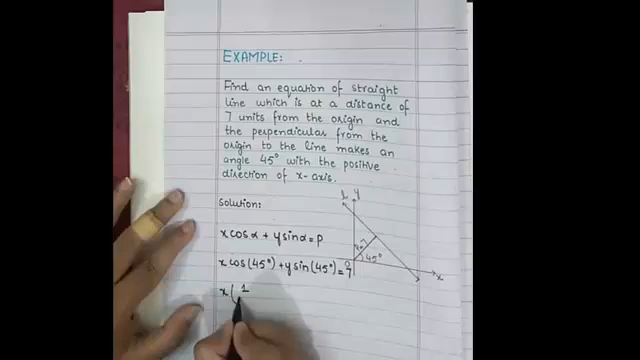 EXAMPLE:
Find an equation of straight
line which is at a distance of
7 units from the origin and
the perpendicular from the
origin to the line makes an
angle 45° with the positive
direction of x-axis.
Solution:
x cos α + y sin α = P
x cos(45°) + y sin(45°) = 7
x( 1
L
y
O
45°
x